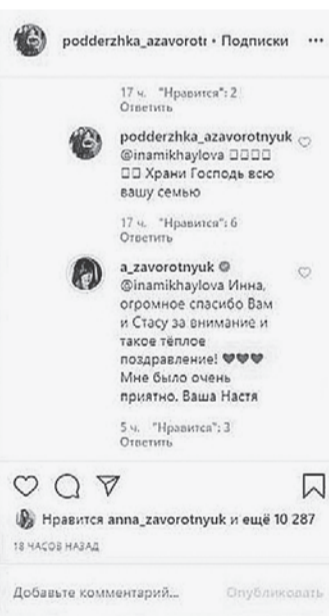 podderzhka_azavorotr • Подписки •••
17 ч. "Нравится": 2
Ответить
podderzhka_azavorotnyuk
@inamikhaylova □□□□
□□ Храни Господь всю
вашу семью
17 ч. "Нравится": 6
Ответить
a_zavorotnyuk
@inamikhaylova Инна,
огромное спасибо Вам
и Стасу за внимание и
такое тёплое
поздравление! ♥♥♥
Мне было очень
приятно. Ваша Настя
5 ч. "Нравится": 3
Ответить
Нравится anna_zavorotnyuk и ещё 10 287
18 ЧАСОВ НАЗАД
Добавьте комментарий... Опубликовать